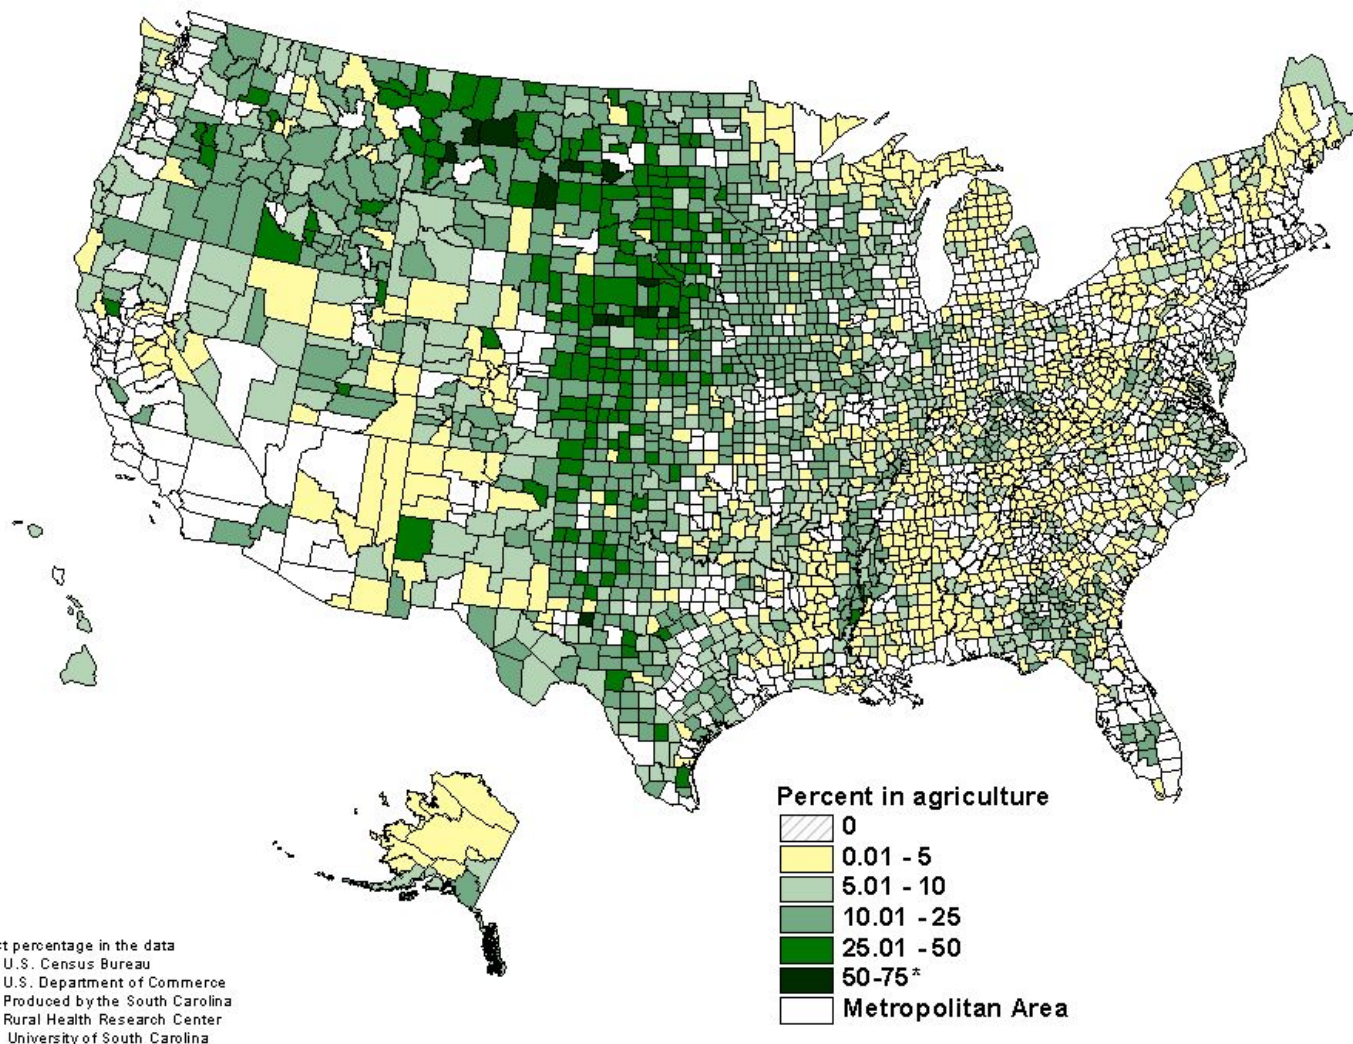 Percent in agriculture
0
0.01 - 5
5.01 - 10
10.01 - 25
25.01 - 50
50-75*
Metropolitan Area
percentage in the data
U.S. Census Bureau
U.S. Department of Commerce
Produced by the South Carolina
Rural Health Research Center
University of South Carolina